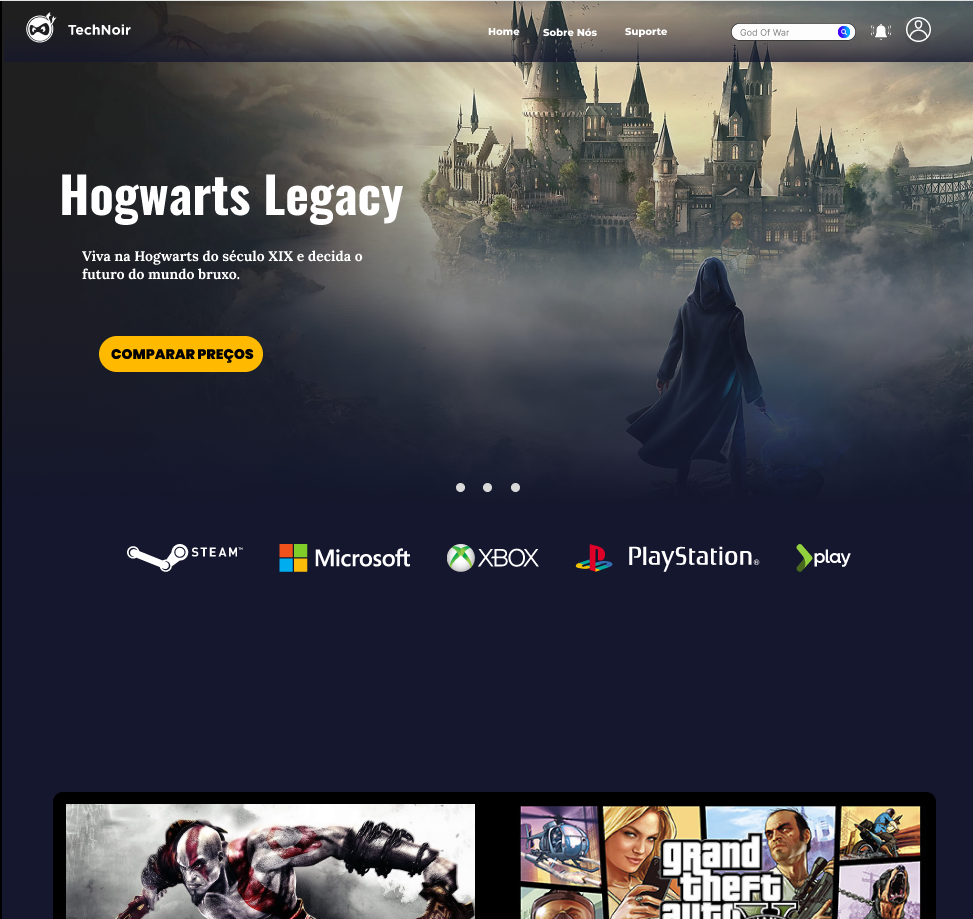 TechNoir
Home
Sobre Nós
Suporte
God Of War
Hogwarts Legacy
Viva na Hogwarts do século XIX e decida o
futuro do mundo bruxo.
COMPARAR PREÇOS
STEAM™
Microsoft
XBOX
PlayStation®
play
grand
theft
auto
V